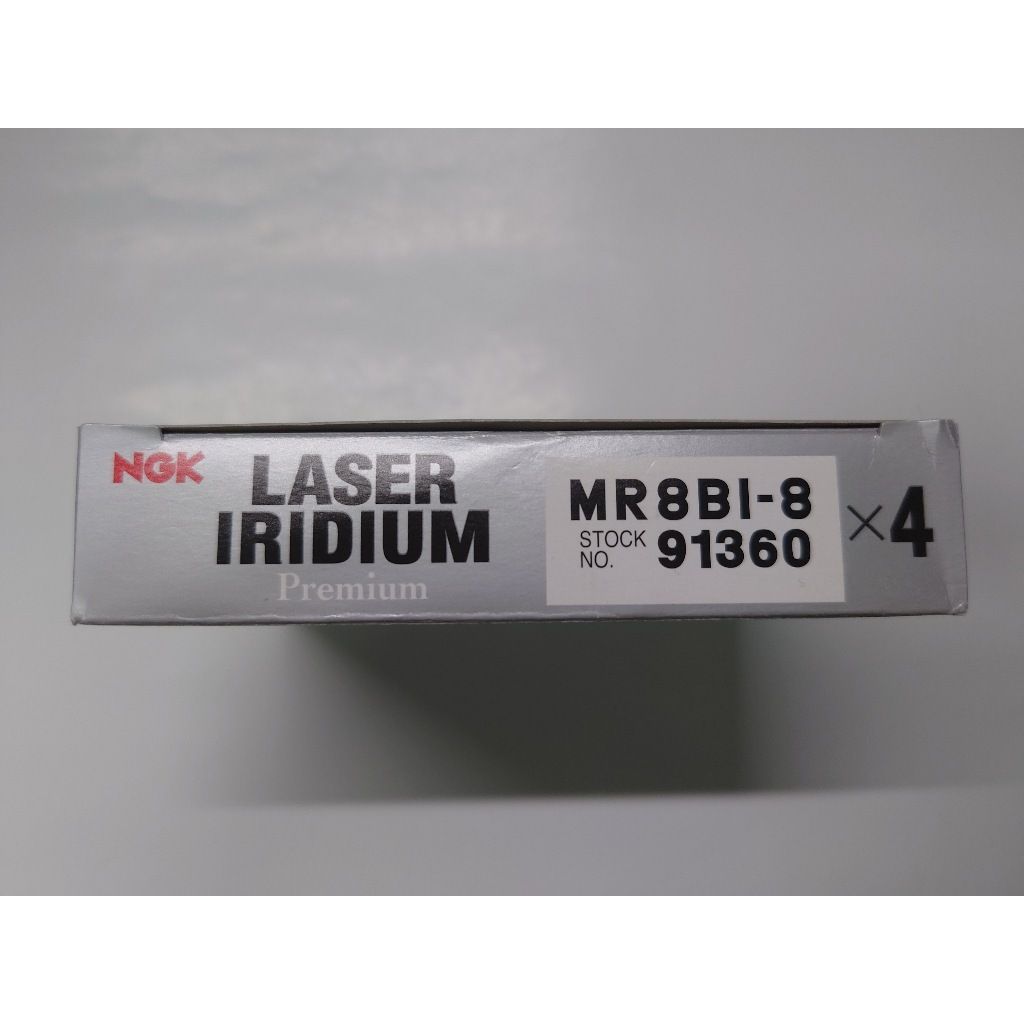 NGK
LASER
IRIDIUM
Premium
MR8BI-8
STOCK NO. 91360
×4